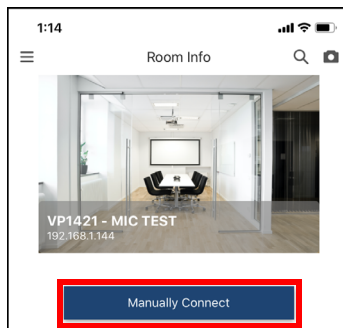 1:14
Room Info
VP1421 - MIC TEST
192.168.1.144
Manually Connect